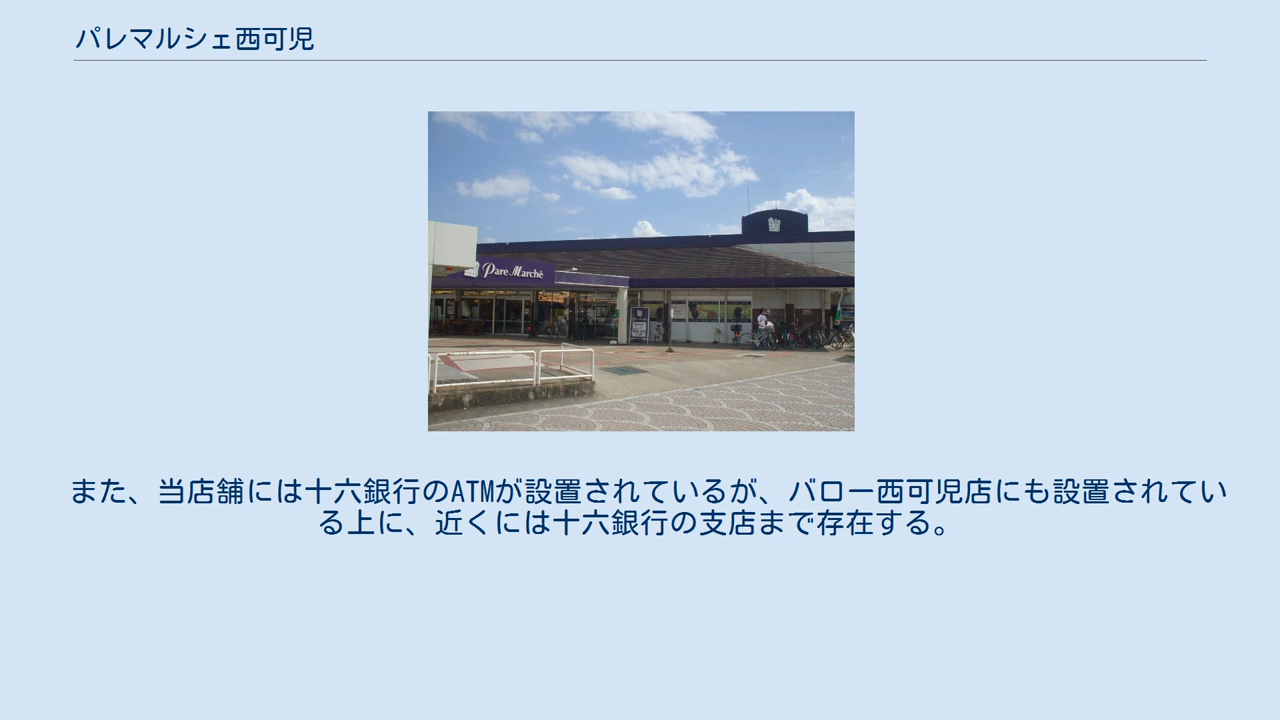 パレマルシェ西可児
Pare Marché
また、当店舗には十六銀行のATMが設置されているが、バロー西可児店にも設置されてい
る上に、近くには十六銀行の支店まで存在する。